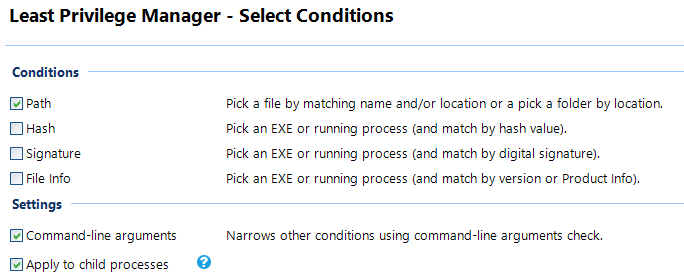 Least Privilege Manager - Select Conditions
Conditions
Path Pick a file by matching name and/or location or a pick a folder by location.
Hash Pick an EXE or running process (and match by hash value).
Signature Pick an EXE or running process (and match by digital signature).
File Info Pick an EXE or running process (and match by version or Product Info).
Settings
Command-line arguments Narrows other conditions using command-line arguments check.
Apply to child processes ?